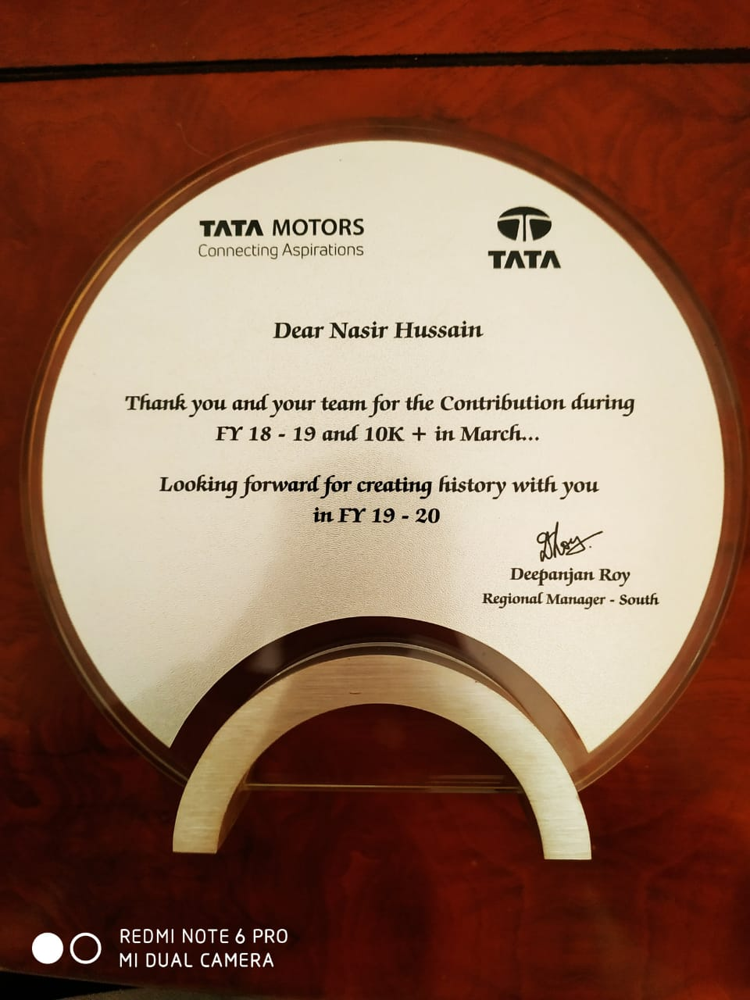 TATA MOTORS
Connecting Aspirations
TATA
Dear Nasir Hussain
Thank you and your team for the Contribution during
FY 18 - 19 and 10K + in March...
Looking forward for creating history with you
in FY 19 - 20
DRoy.
Deepanjan Roy
Regional Manager - South
REDMI NOTE 6 PRO
MI DUAL CAMERA